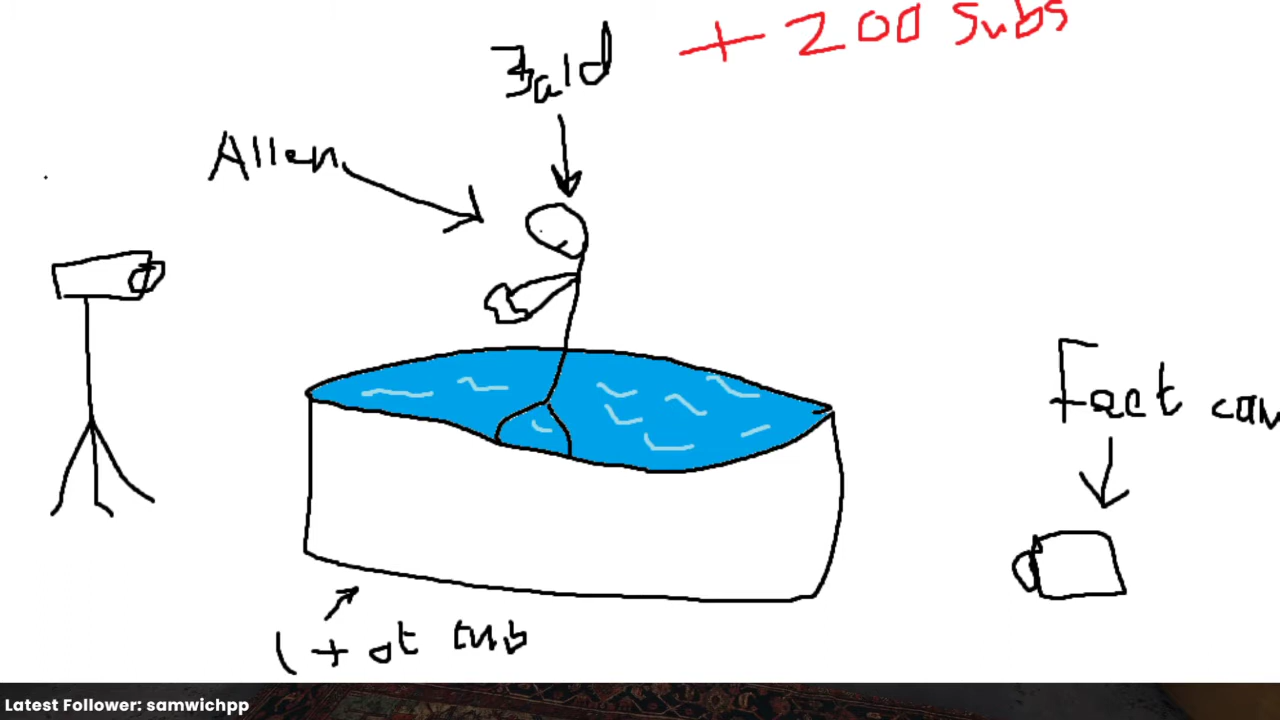 + 200 subs
Bald
Allen
Feet cam
Hot tub
Latest Follower: samwichpp